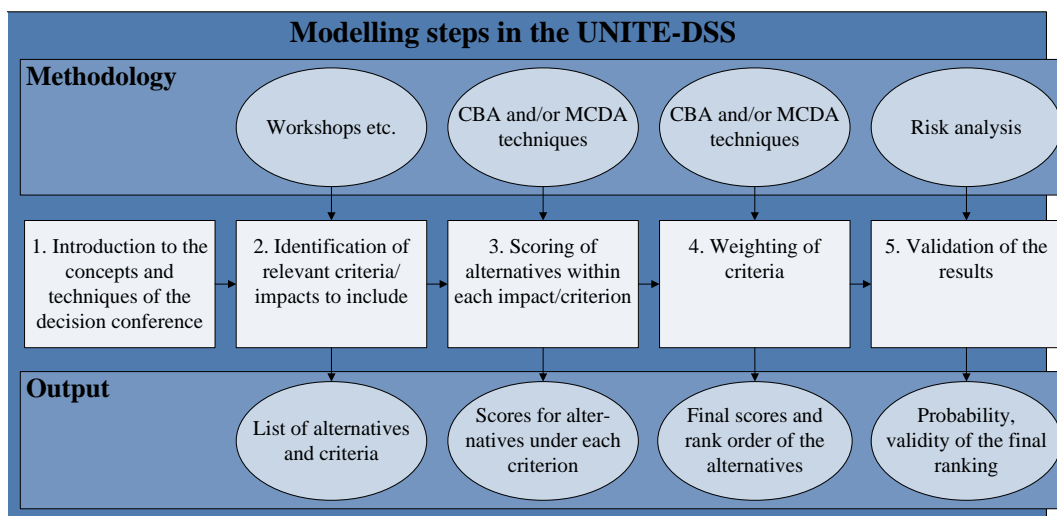 Modelling steps in the UNITE-DSS
Methodology
Workshops etc.
CBA and/or MCDA
techniques
CBA and/or MCDA
techniques
Risk analysis
1. Introduction to the
concepts and
techniques of the
decision conference
2. Identification of
relevant criteria/
impacts to include
3. Scoring of
alternatives within
each impact/criterion
4. Weighting of
criteria
5. Validation of the
results
Output
List of alternatives
and criteria
Scores for alter-
natives under each
criterion
Final scores and
rank order of the
alternatives
Probability,
validity of the final
ranking